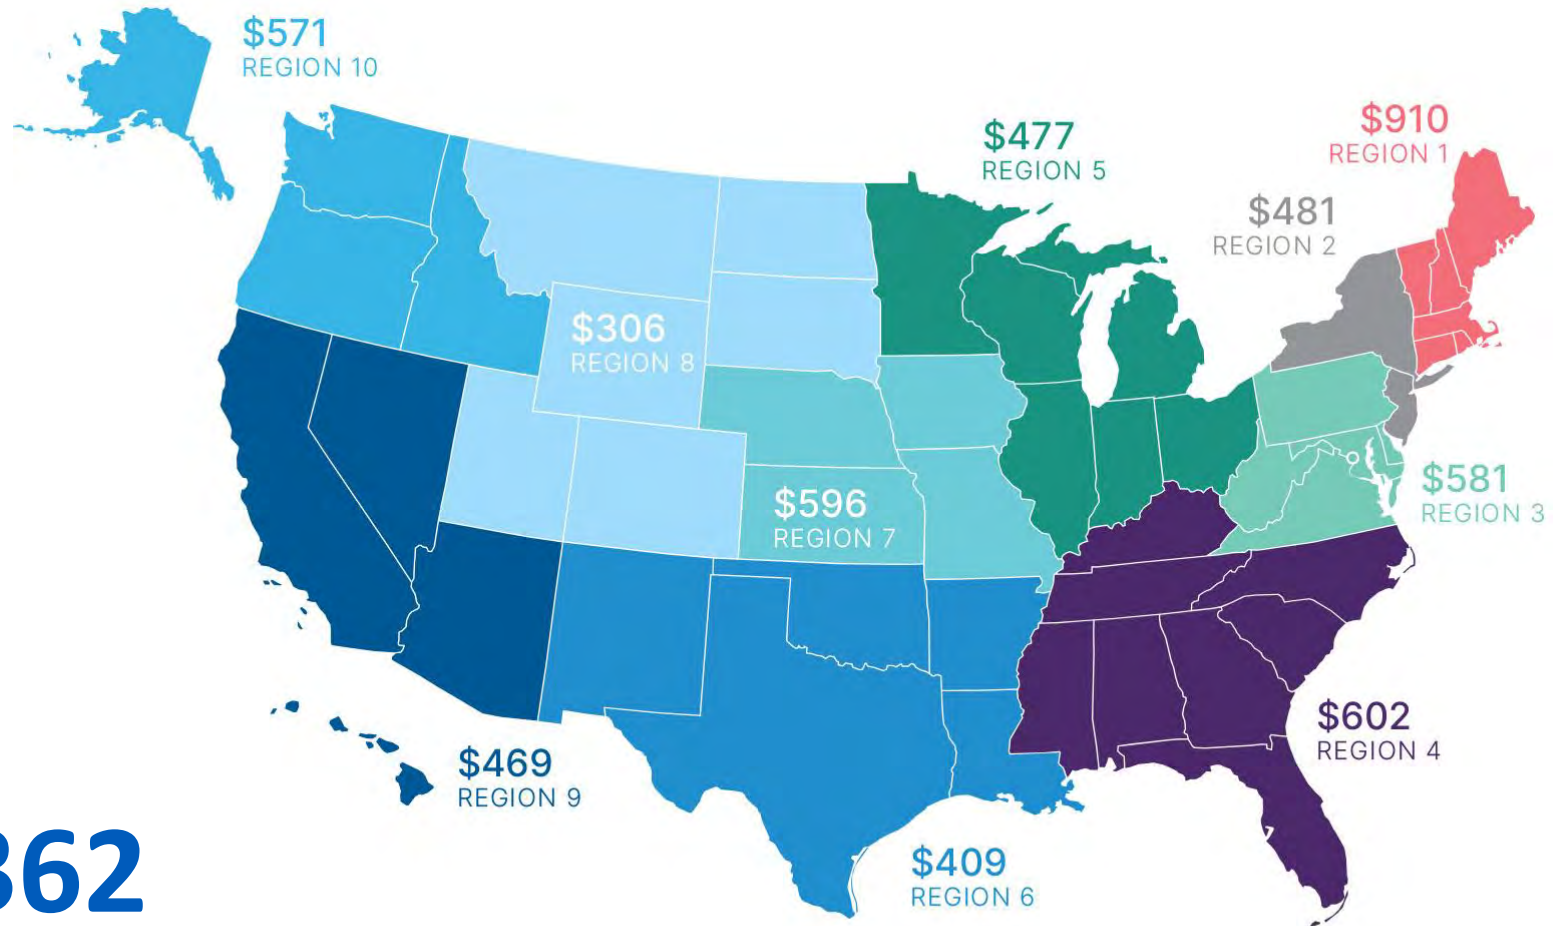 $571
REGION 10
$477
REGION 5
$910
REGION 1
$481
REGION 2
$306
REGION 8
$596
REGION 7
$581
REGION 3
$602
REGION 4
$469
REGION 9
$409
REGION 6
362